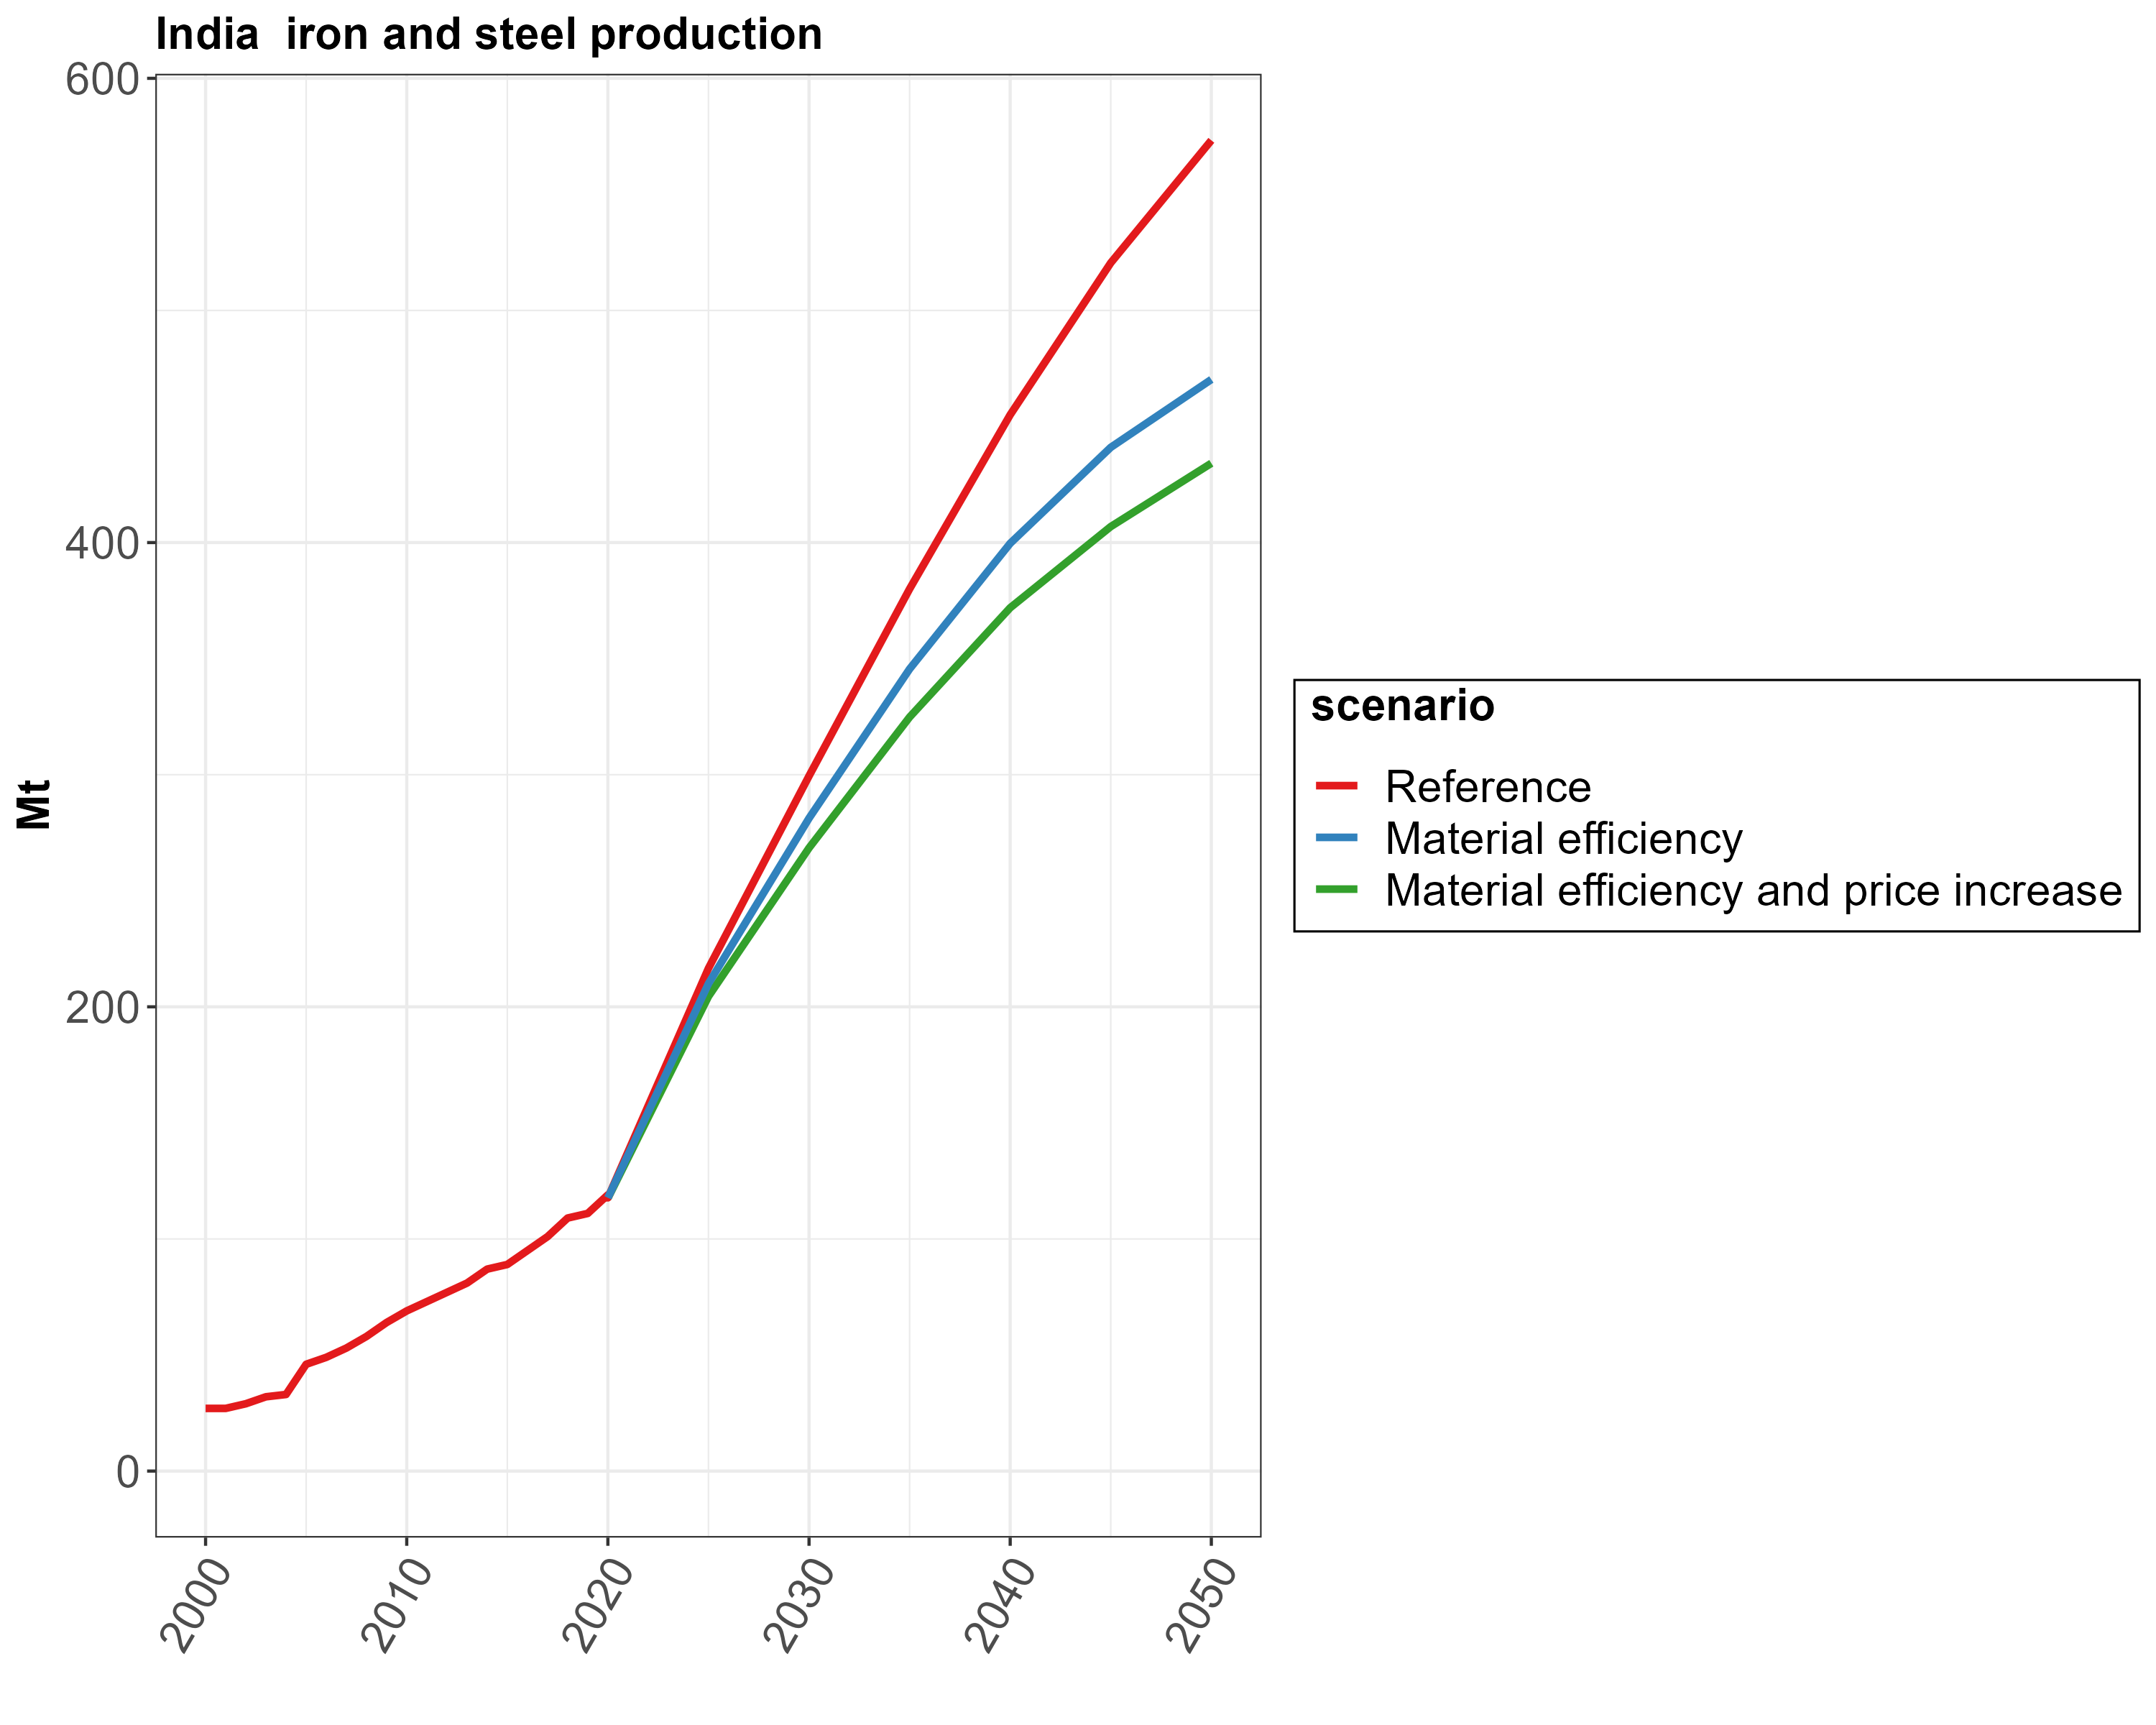 India  iron and steel production
600
400
200
0
Mt
2000
2010
2020
2030
2040
2050
scenario
Reference
Material efficiency
Material efficiency and price increase